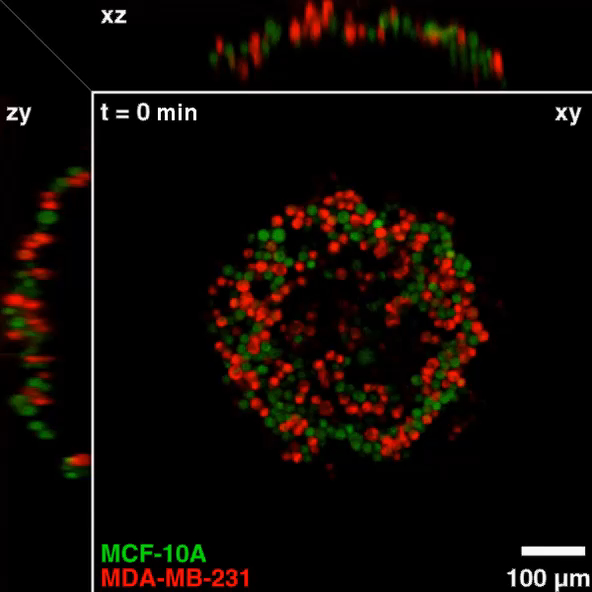 xz
zy
t = 0 min
xy
MCF-10A
MDA-MB-231
100 µm